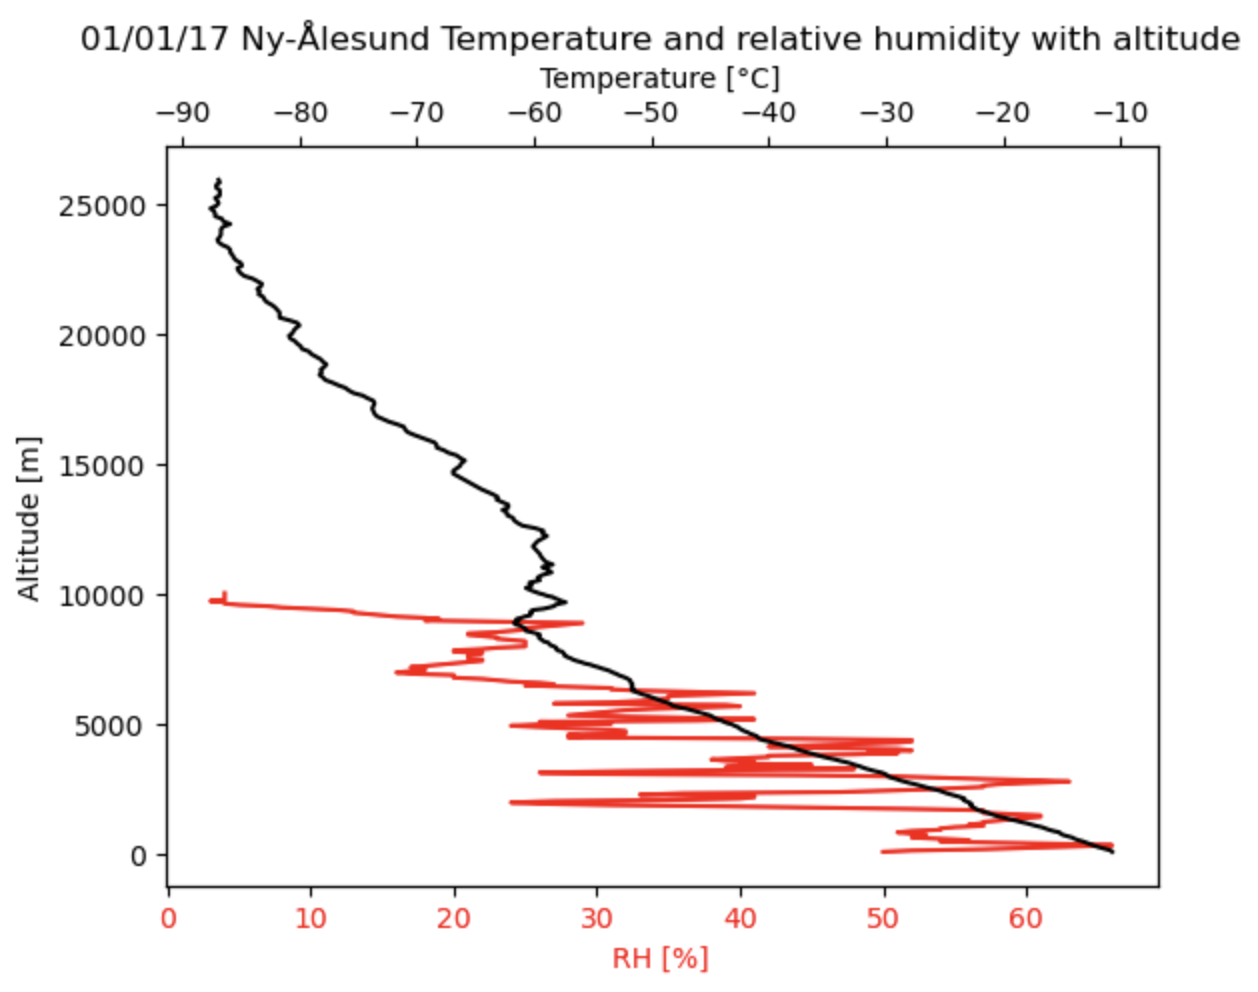 01/01/17 Ny-Ålesund Temperature and relative humidity with altitude
Temperature [°C]
−90 −80 −70 −60 −50 −40 −30 −20 −10
25000
20000
15000
10000
5000
0
Altitude [m]
0 10 20 30 40 50 60
RH [%]